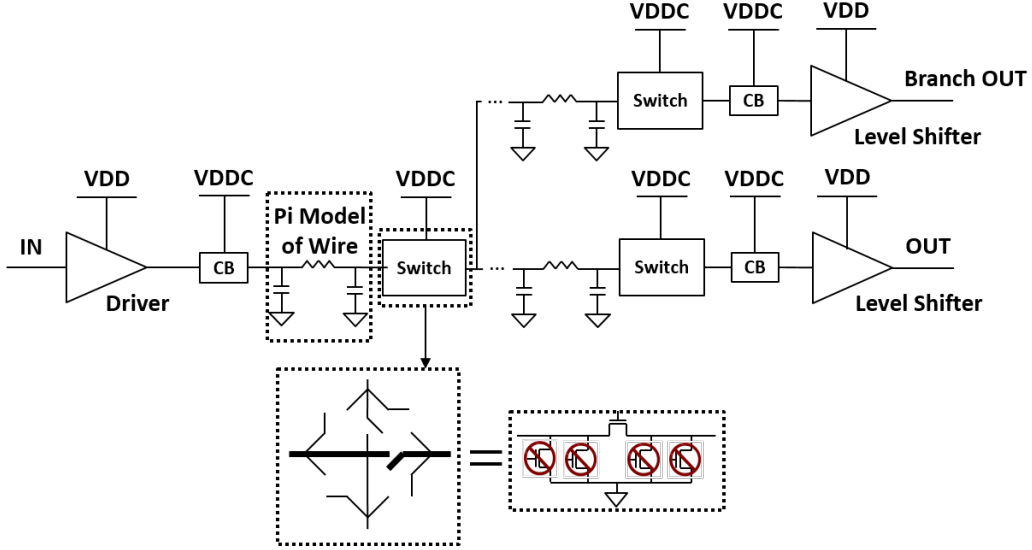 VDDC
VDDC
VDD
Switch
CB
Branch OUT
Level Shifter
...
VDD
VDDC
Pi Model
of Wire
VDDC
VDDC
VDDC
VDD
IN
CB
Switch
...
Switch
CB
OUT
Driver
Level Shifter
=